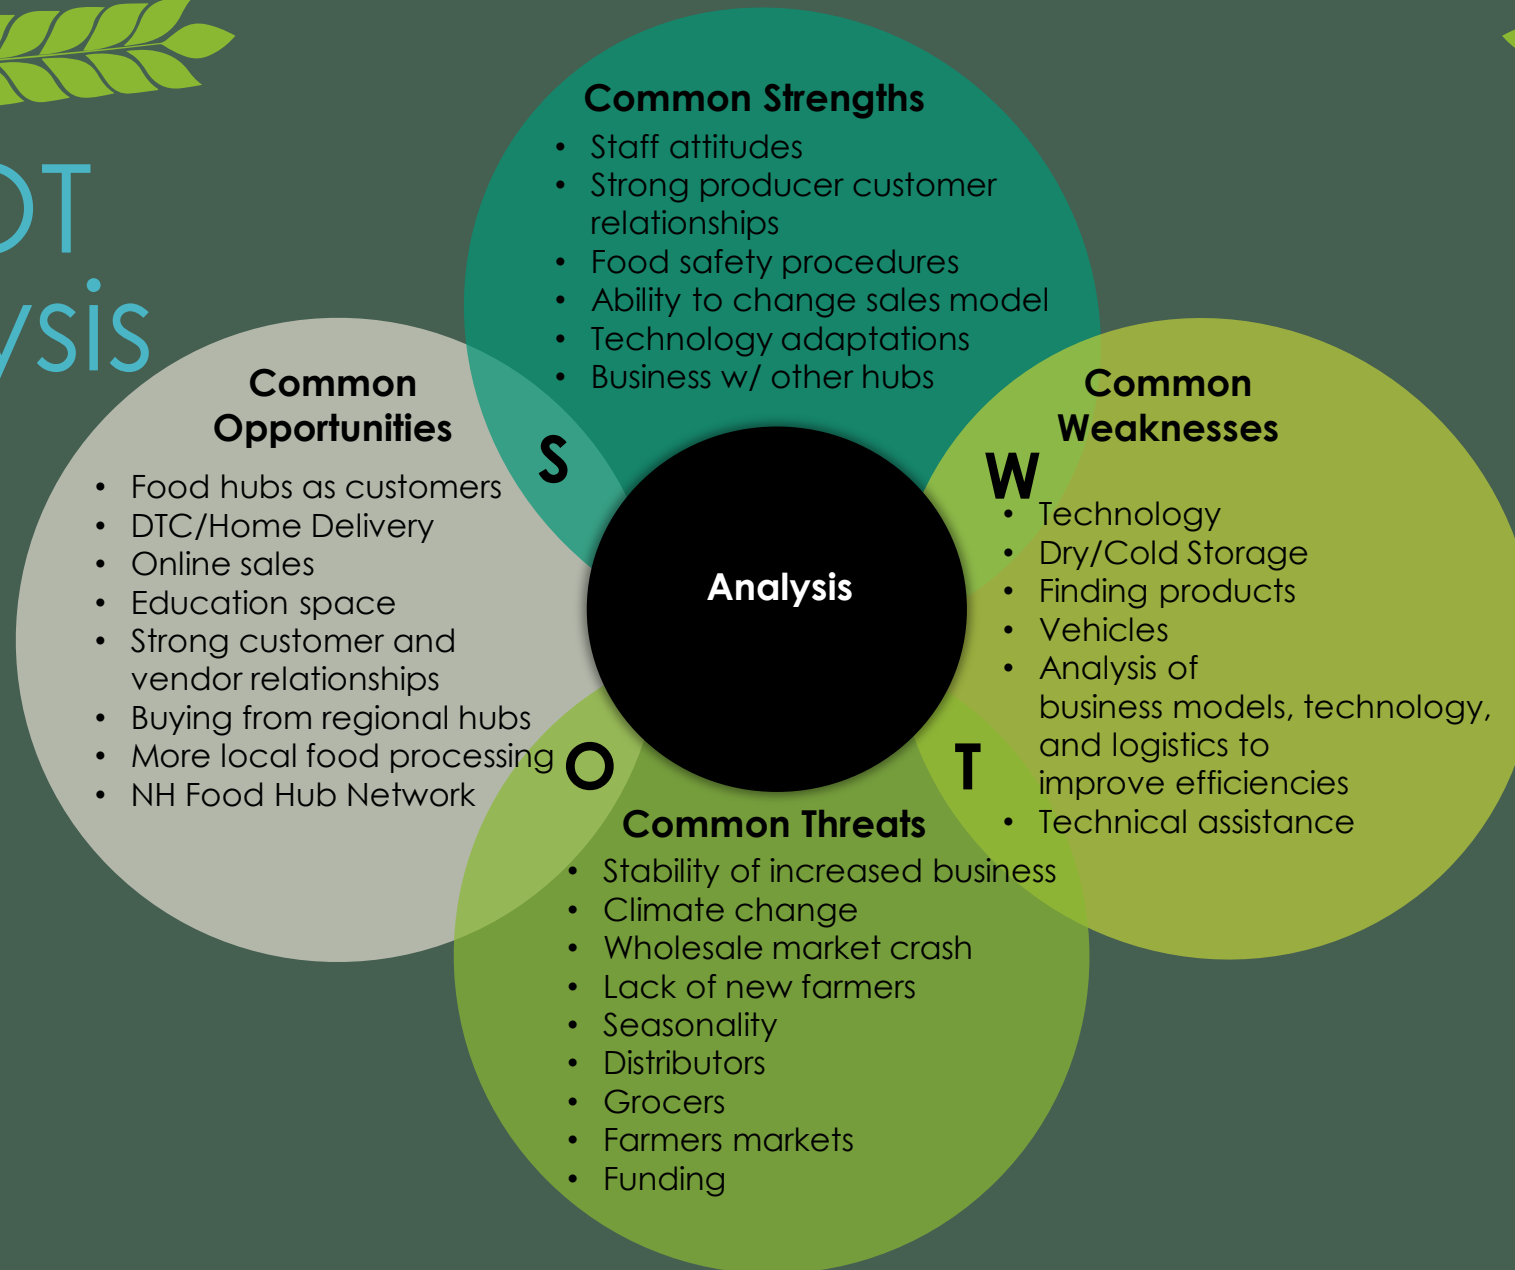 OT
ysis
Common Strengths
• Staff attitudes
• Strong producer customer
relationships
• Food safety procedures
• Ability to change sales model
• Technology adaptations
• Business w/ other hubs
Common
Opportunities
• Food hubs as customers
• DTC/Home Delivery
• Online sales
• Education space
• Strong customer and
vendor relationships
• Buying from regional hubs
• More local food processing
• NH Food Hub Network
S
W
Analysis
O
T
Common
Weaknesses
• Technology
• Dry/Cold Storage
• Finding products
• Vehicles
• Analysis of
business models, technology,
and logistics to
improve efficiencies
• Technical assistance
Common Threats
• Stability of increased business
• Climate change
• Wholesale market crash
• Lack of new farmers
• Seasonality
• Distributors
• Grocers
• Farmers markets
• Funding